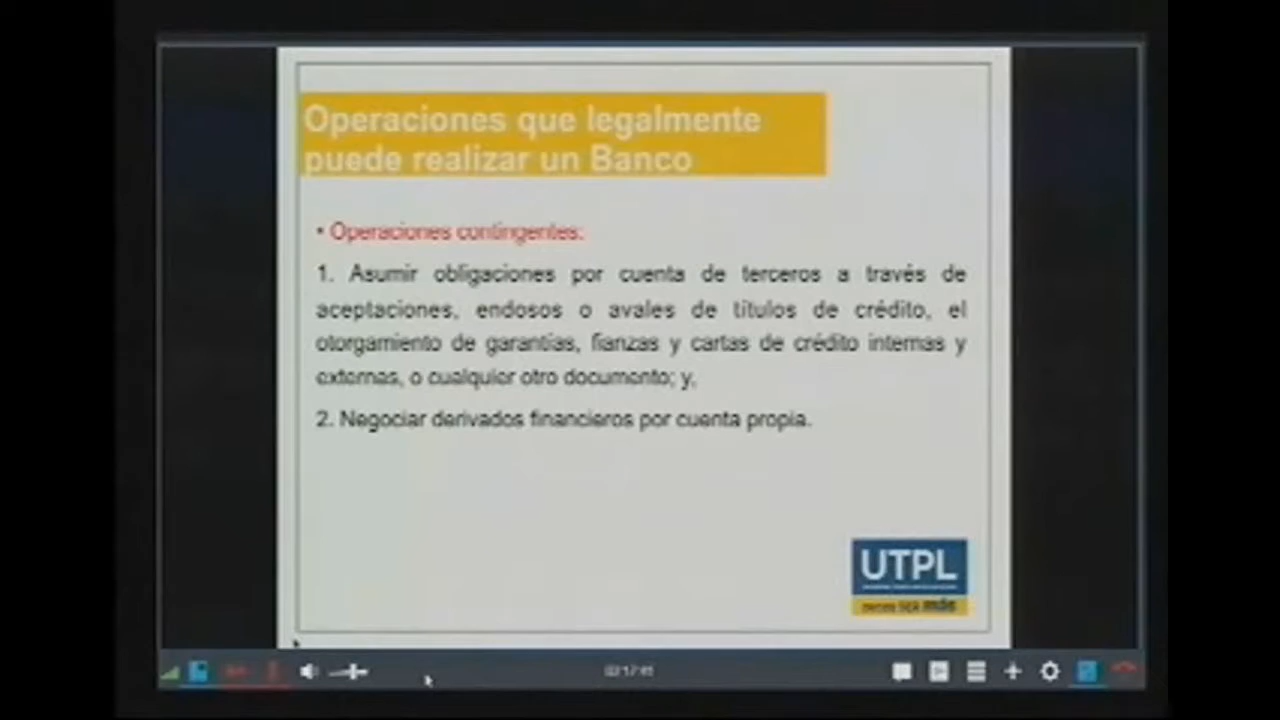 Operaciones que legalmente
puede realizar un Banco
• Operaciones contingentes:
1. Asumir obligaciones por cuenta de terceros a través de
aceptaciones, endosos o avales de títulos de crédito, el
otorgamiento de garantías, fianzas y cartas de crédito internas y
externas, o cualquier otro documento; y,
2. Negociar derivados financieros por cuenta propia.
UTPL
más